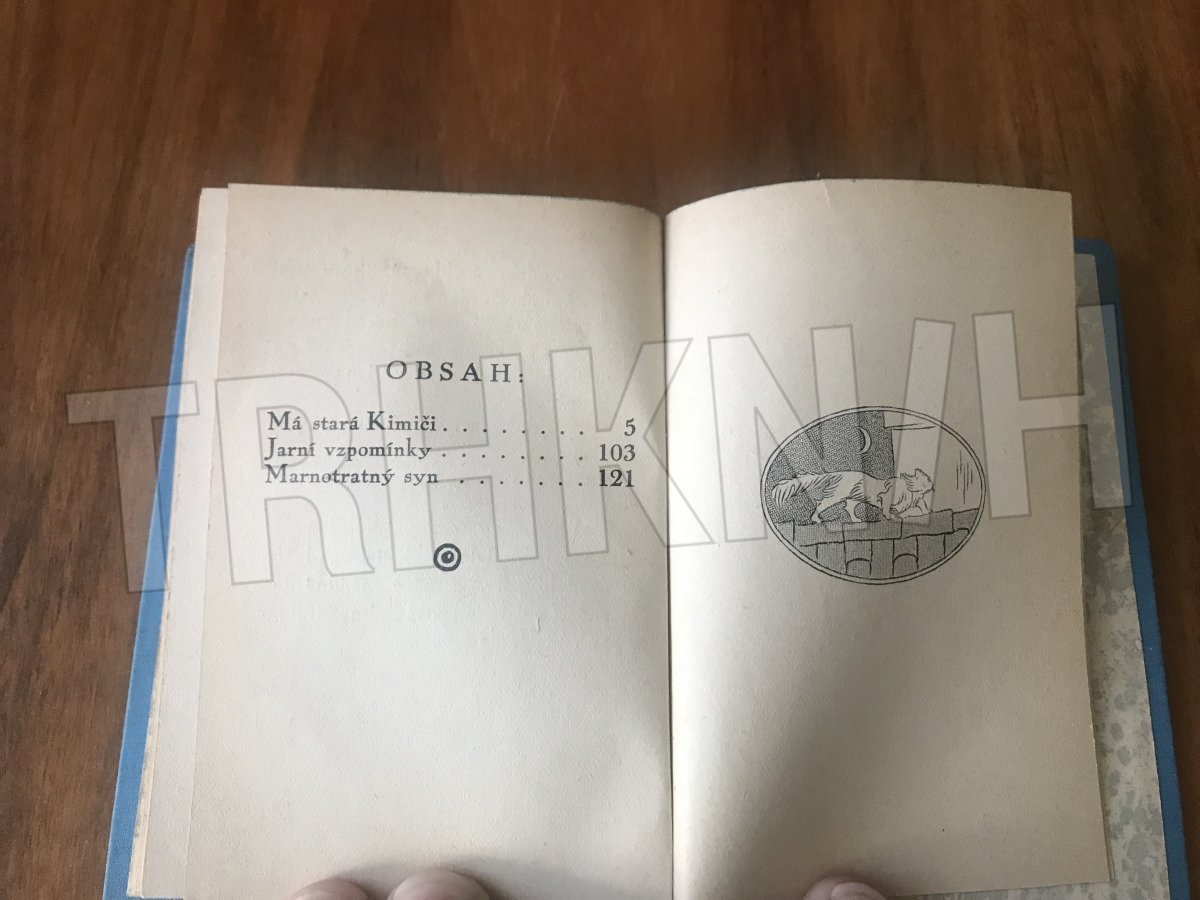 OBSAH:
Má stará Kimiči. . . . . . . . 5
Jarní vzpomínky . . . . . . . . 103
Marnotratný syn . . . . . . . 121
TRHKNIH